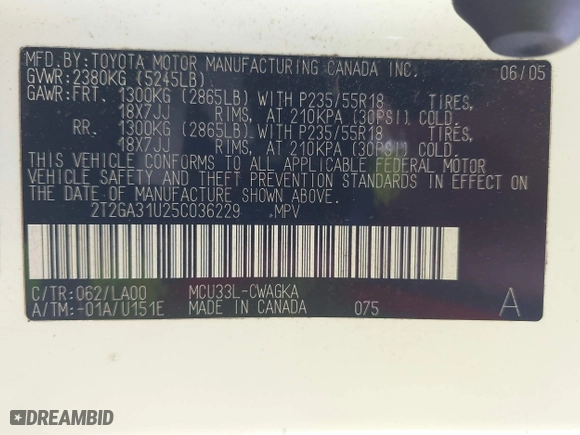 MFD.BY:TOYOTA MOTOR MANUFACTURING CANADA INC. 06/05
GVWR:2380KG (5245LB)
GAWR:FRT. 1300KG (2865LB) WITH P235/55R18 TIRES,
18X7JJ RIMS, AT 210KPA (30PSI) COLD.
RR. 1300KG (2865LB) WITH P235/55R18 TIRES,
18X7JJ RIMS, AT 210KPA (30PSI) COLD.
THIS VEHICLE CONFORMS TO ALL APPLICABLE FEDERAL MOTOR
VEHICLE SAFETY AND THEFT PREVENTION STANDARDS IN EFFECT ON
THE DATE OF MANUFACTURE SHOWN ABOVE.
2T2GA31U25C036229 .MPV
C/TR:062/LA00 MCU33L-CWAGKA
A/TM:-01A/U151E MADE IN CANADA 075 A
DREAMBID